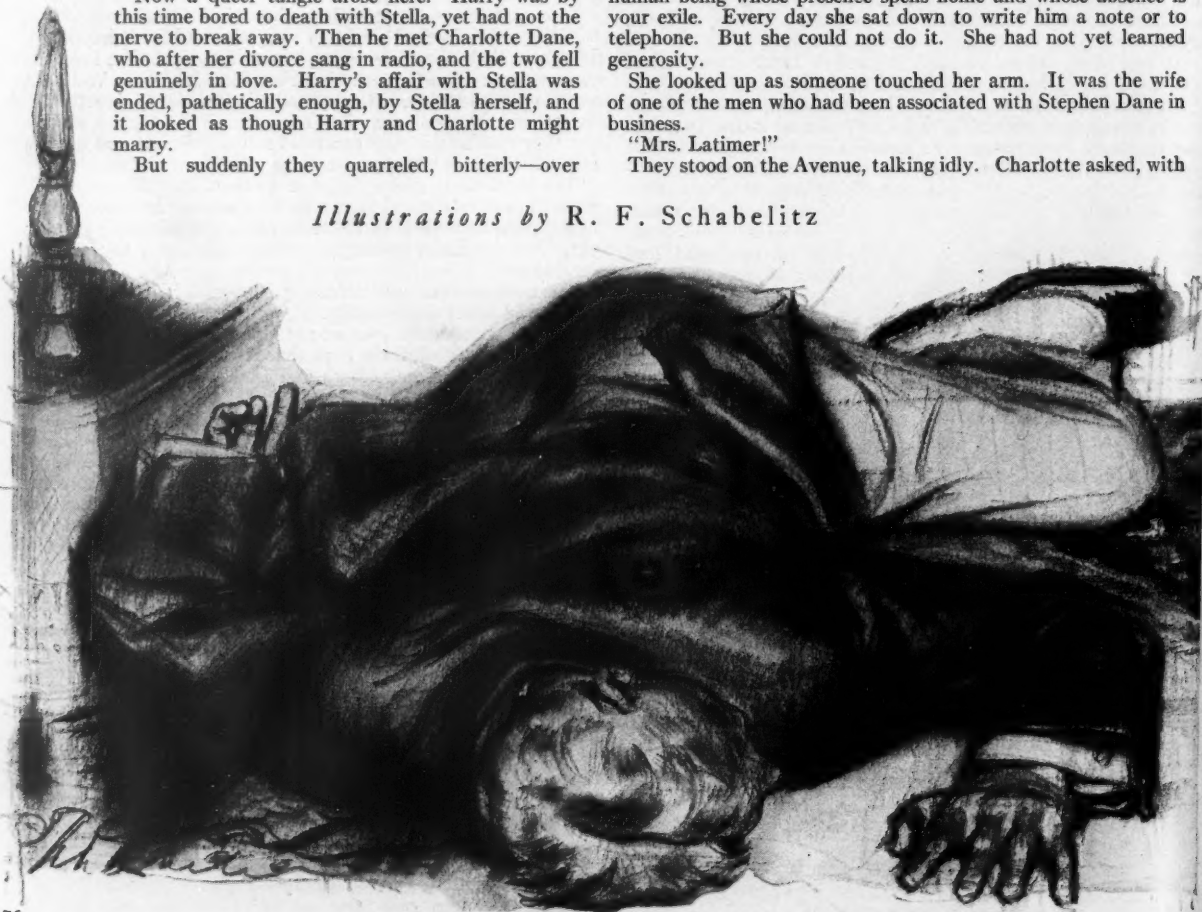 this time bored to death with Stella, yet had not the
nerve to break away. Then he met Charlotte Dane,
who after her divorce sang in radio, and the two fell
genuinely in love. Harry's affair with Stella was
ended, pathetically enough, by Stella herself, and
it looked as though Harry and Charlotte might
marry.
But suddenly they quarreled, bitterly—over
your exile. Every day she sat down to write him a note or to
telephone. But she could not do it. She had not yet learned
generosity.
She looked up as someone touched her arm. It was the wife
of one of the men who had been associated with Stephen Dane in
business.
"Mrs. Latimer!"
They stood on the Avenue, talking idly. Charlotte asked, with
Illustrations by R. F. Schabelitz